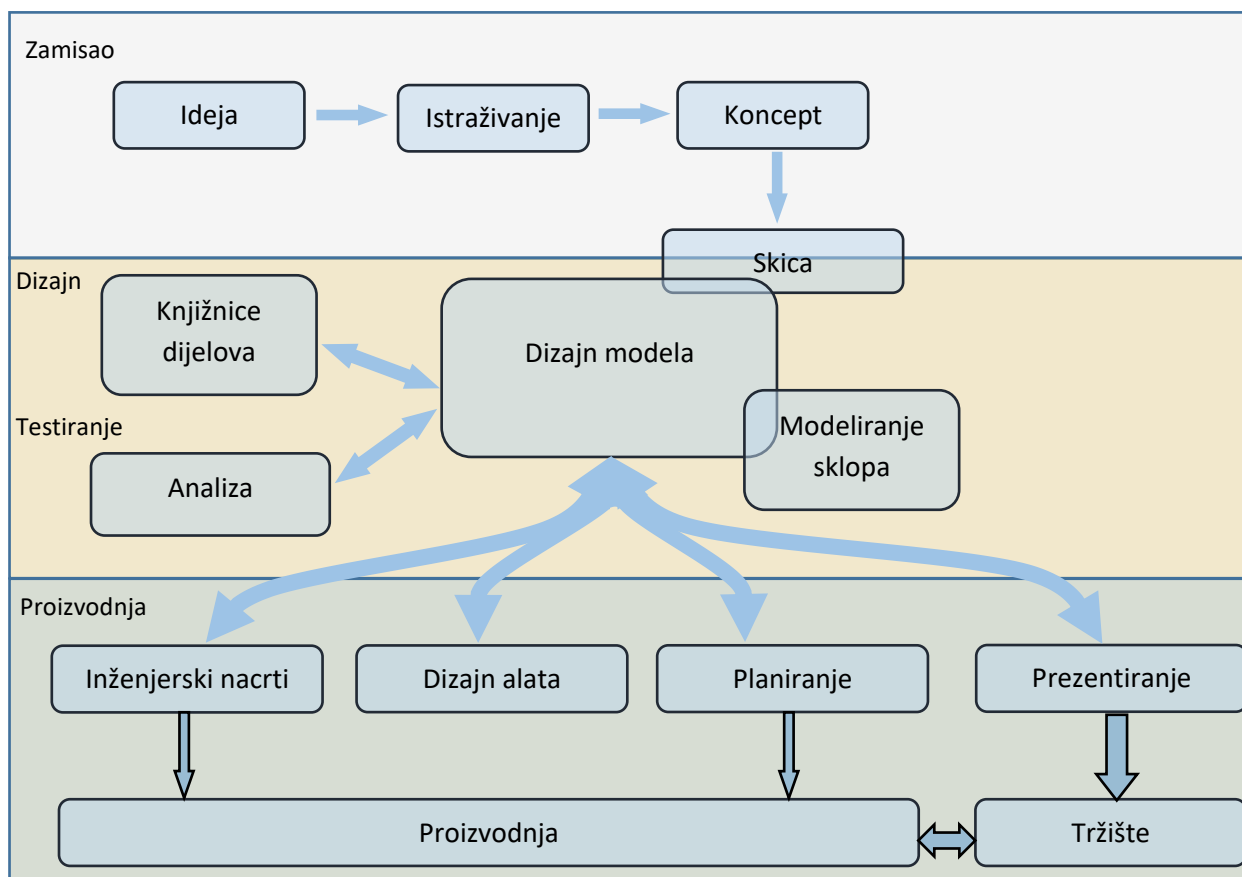 Zamisao
Ideja
Istraživanje
Koncept
Skica
Dizajn
Knjižnice
dijelova
Dizajn modela
Testiranje
Modeliranje
sklopa
Analiza
Proizvodnja
Inženjerski nacrti
Dizajn alata
Planiranje
Prezentiranje
Proizvodnja
Tržište